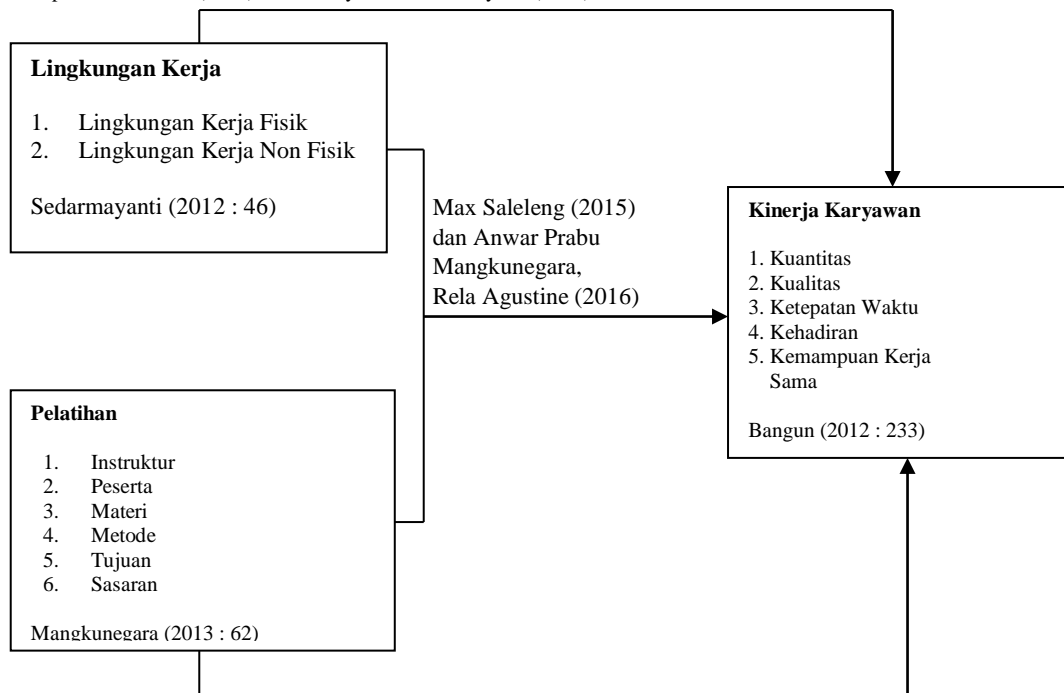 Lingkungan Kerja
1. Lingkungan Kerja Fisik
2. Lingkungan Kerja Non Fisik
Sedarmayanti (2012 : 46)
Max Saleleng (2015)
dan Anwar Prabu
Mangkunegara,
Rela Agustine (2016)
Kinerja Karyawan
1. Kuantitas
2. Kualitas
3. Ketepatan Waktu
4. Kehadiran
5. Kemampuan Kerja
Sama
Bangun (2012 : 233)
Pelatihan
1. Instruktur
2. Peserta
3. Materi
4. Metode
5. Tujuan
6. Sasaran
Mangkunegara (2013 : 62)